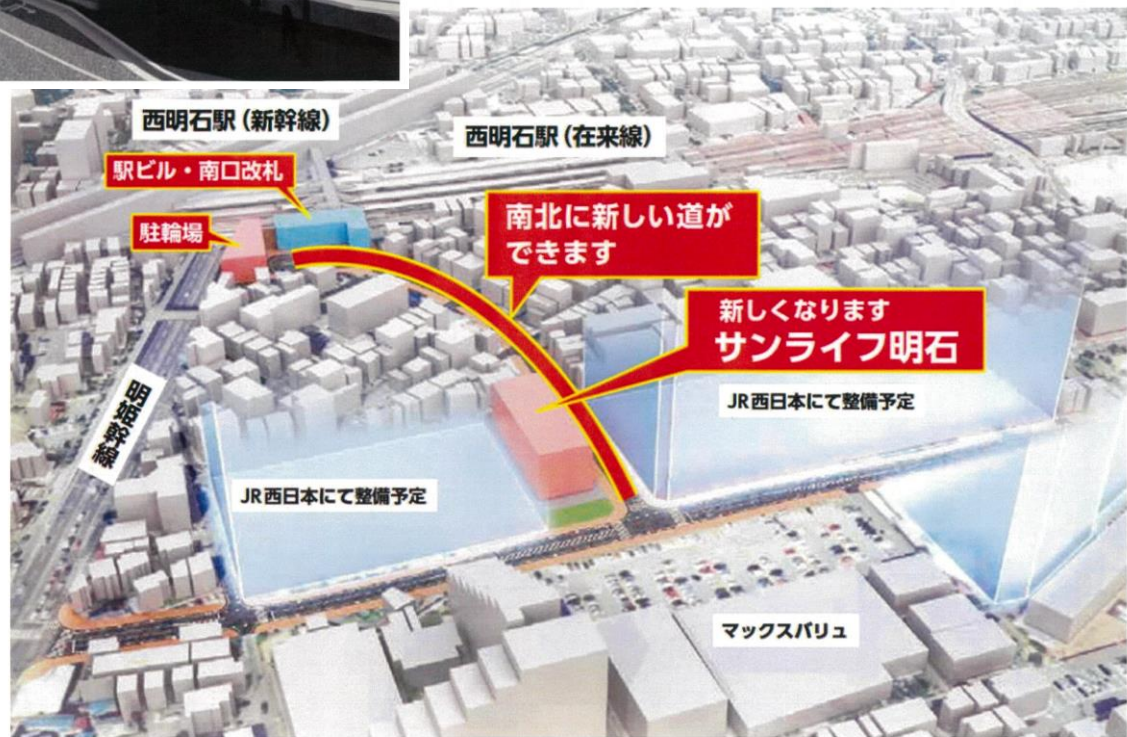 西明石駅（新幹線）
西明石駅（在来線）
駅ビル・南口改札
駐輪場
南北に新しい道が
できます
新しくなります
サンライフ明石
JR西日本にて整備予定
明姫幹線
JR西日本にて整備予定
マックスバリュ